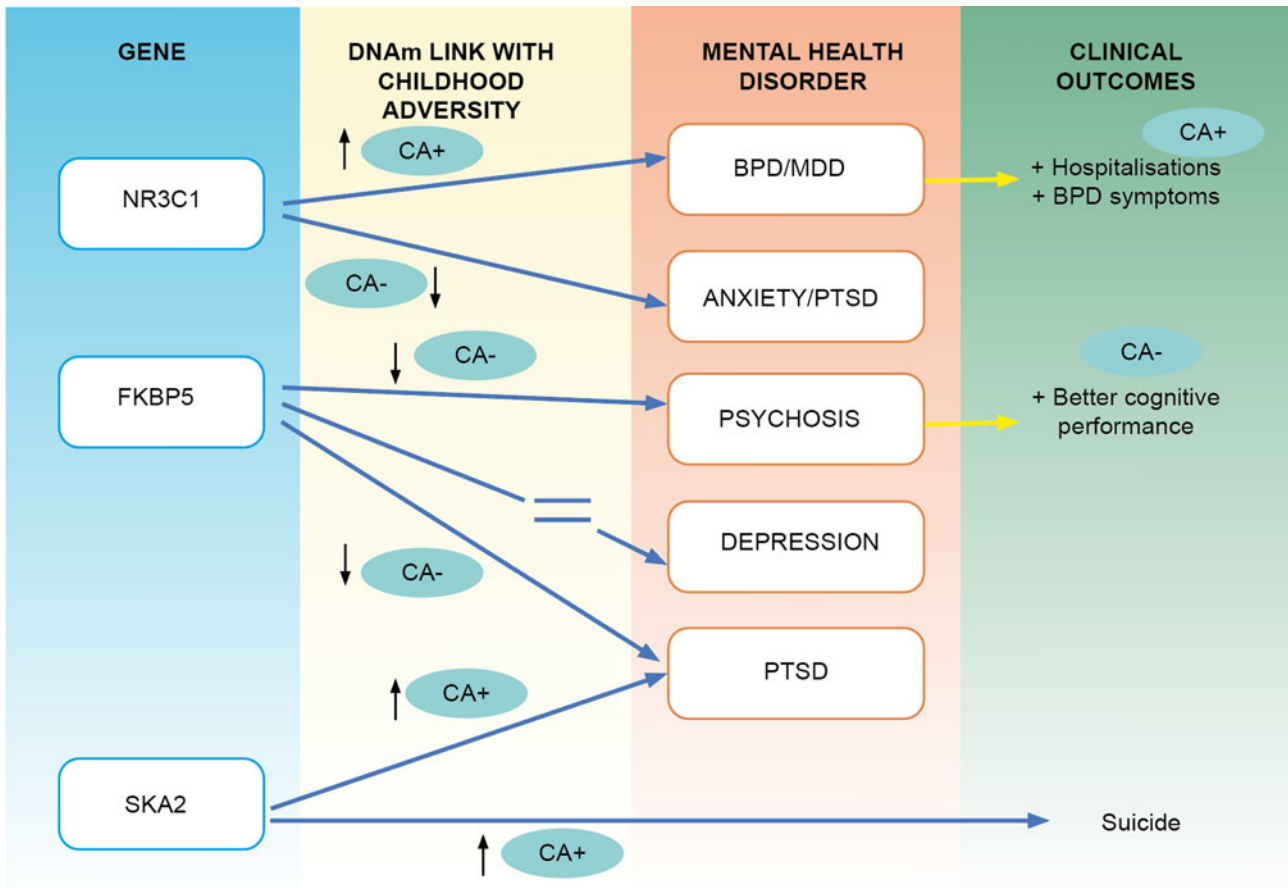 GENE
DNAm LINK WITH
CHILDHOOD
ADVERSITY
MENTAL HEALTH
DISORDER
CLINICAL
OUTCOMES
NR3C1
CA+
BPD/MDD
CA+
+ Hospitalisations
+ BPD symptoms
CA-
ANXIETY/PTSD
FKBP5
CA-
PSYCHOSIS
CA-
+ Better cognitive
performance
DEPRESSION
CA-
PTSD
CA+
SKA2
CA+
Suicide